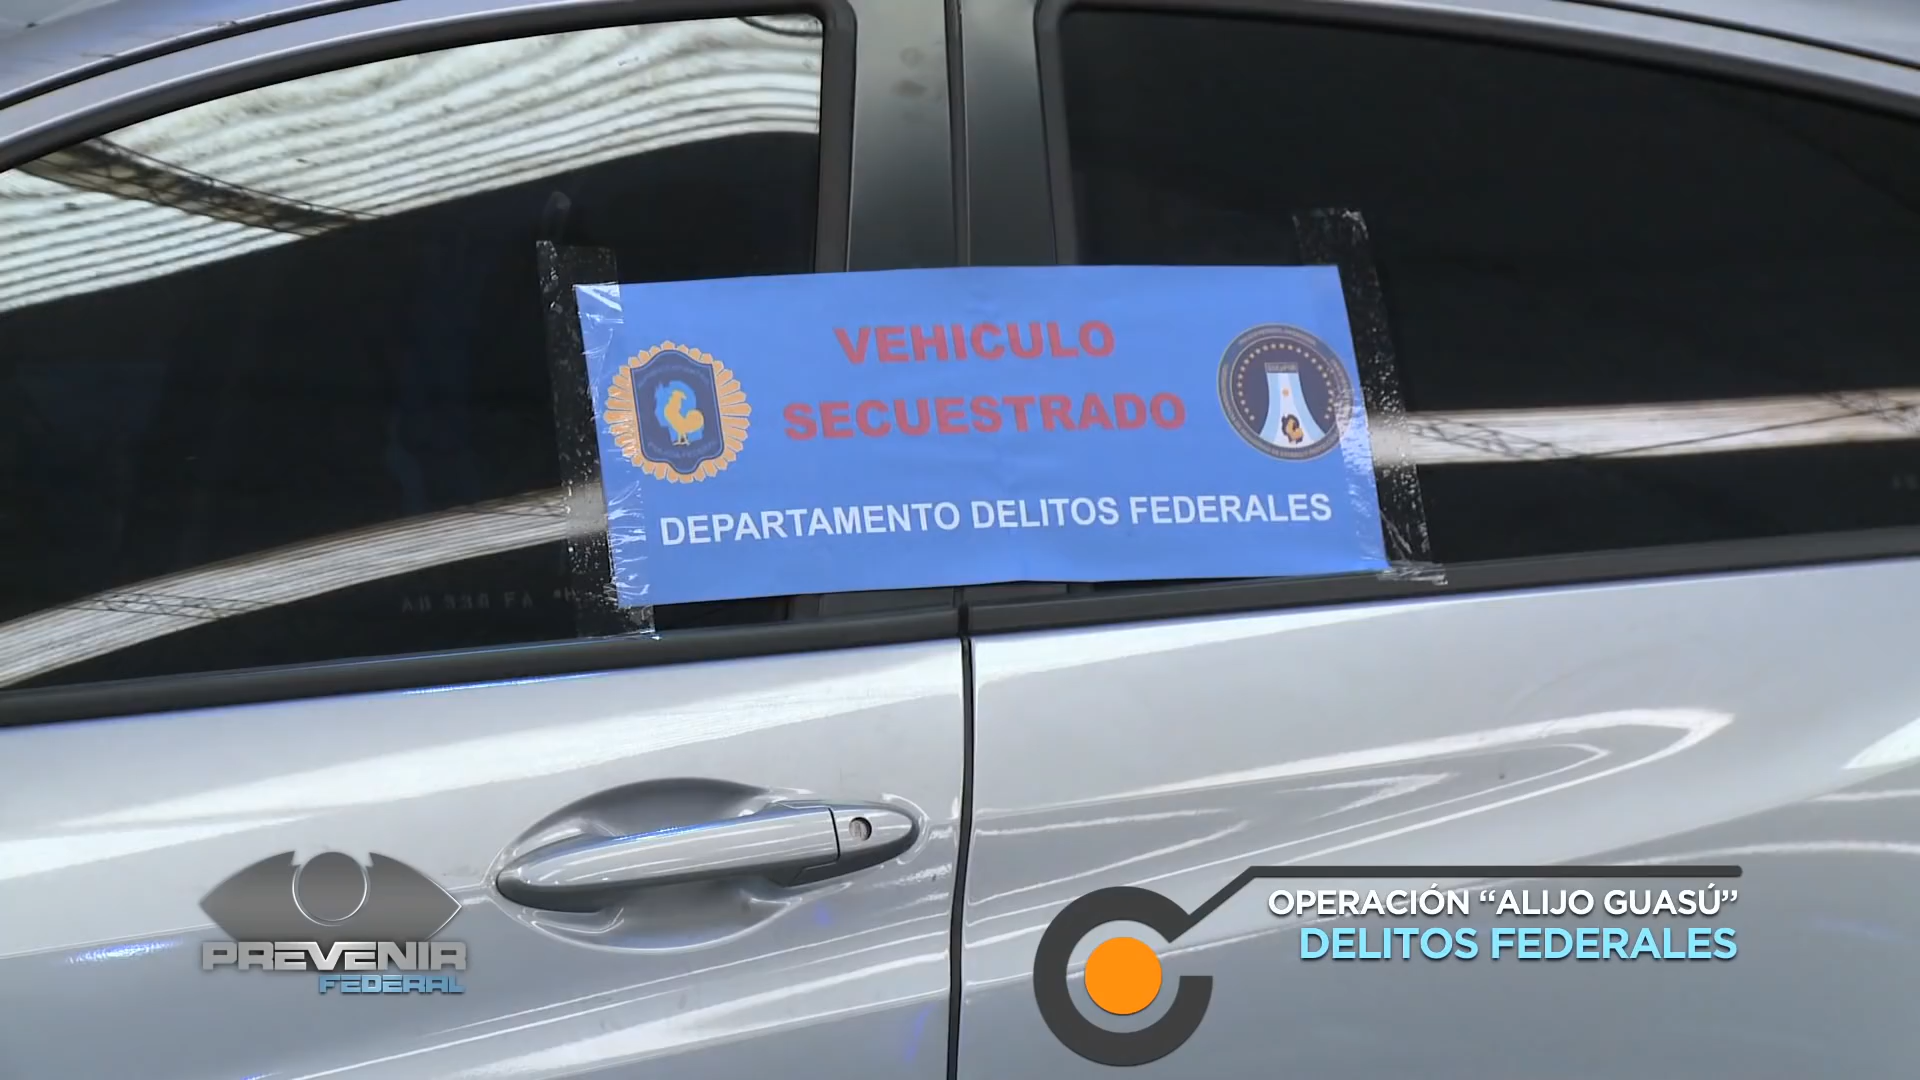 VEHICULO
SECUESTRADO
DEPARTAMENTO DELITOS FEDERALES
OPERACIÓN “ALIJO GUASÚ”
DELITOS FEDERALES
PREVENIR
FEDERAL